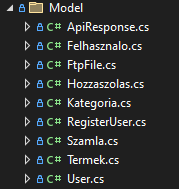 Model
C# ApiResponse.cs
C# Felhasznalo.cs
C# FtpFile.cs
C# Hozzaszolas.cs
C# Kategoria.cs
C# RegisterUser.cs
C# Szamla.cs
C# Termek.cs
C# User.cs